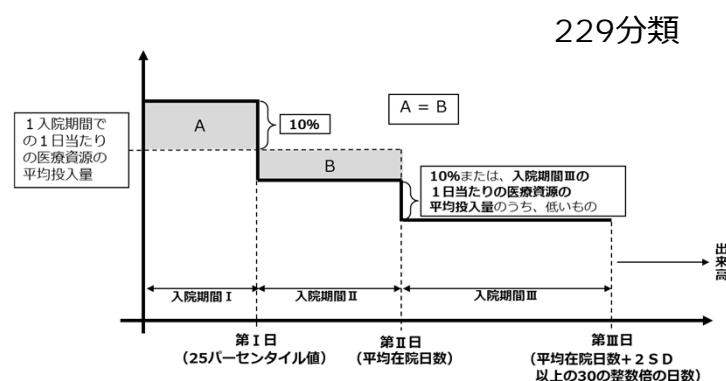 229分類
A
10%
A = B
1入院期間で
の1日当たり
の医療資源の
平均投入量
B
10%または、入院期間Ⅲの
1日当たりの医療資源の
平均投入量のうち、低いもの
出来高
入院期間Ⅰ
入院期間Ⅱ
入院期間Ⅲ
第Ⅰ日
(25パーセンタイル値)
第Ⅱ日
(平均在院日数)
第Ⅲ日
(平均在院日数+2SD
以上の30の整数倍の日数)